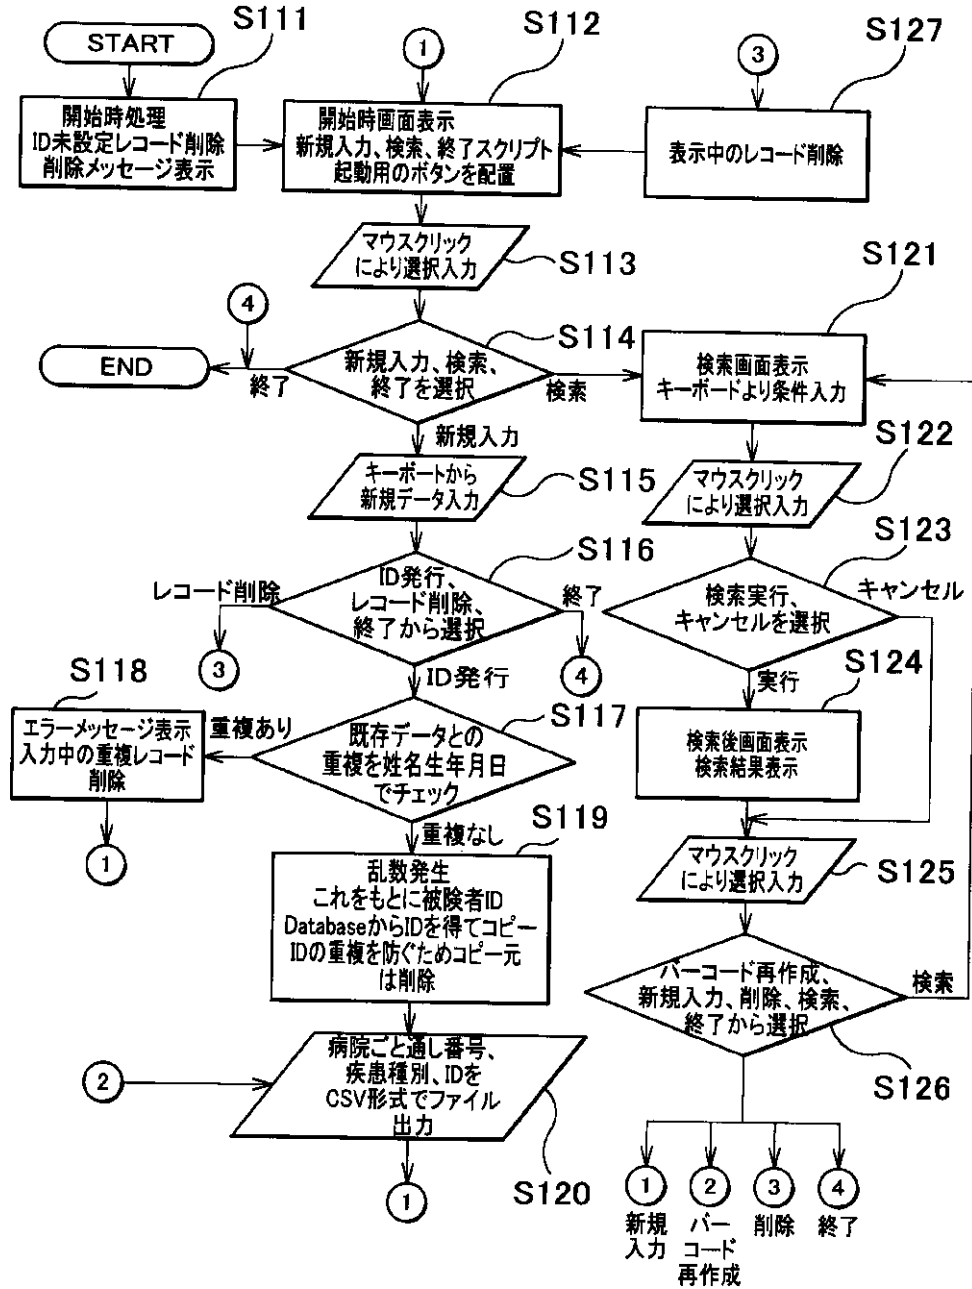 START
S111
開始時処理
ID未設定レコード削除
削除メッセージ表示
1
S112
開始時画面表示
新規入力、検索、終了スクリプト
起動用のボタンを配置
3
S127
表示中のレコード削除
マウスクリック
により選択入力
S113
4
END
終了
新規入力、検索、
終了を選択
S114
検索
新規入力
S121
検索画面表示
キーボードより条件入力
キーボートから
新規データ入力
S115
S122
マウスクリック
により選択入力
S116
ID発行、
レコード削除、
終了から選択
レコード削除
3
終了
4
ID発行
S123
検索実行、
キャンセルを選択
キャンセル
実行
S118
エラーメッセージ表示
入力中の重複レコード
削除
1
重複あり
S117
既存データとの
重複を姓名生年月日
でチェック
重複なし
S124
検索後画面表示
検索結果表示
S119
乱数発生
これをもとに被険者ID
DatabaseからIDを得てコピー
IDの重複を防ぐためコピー元
は削除
マウスクリック
により選択入力
S125
バーコード再作成、
新規入力、削除、検索、
終了から選択
検索
S126
2
病院ごと通し番号、
疾患種別、IDを
CSV形式でファイル
出力
S120
1
1
新規
入力
2
バー
コード
再作成
3
削除
4
終了